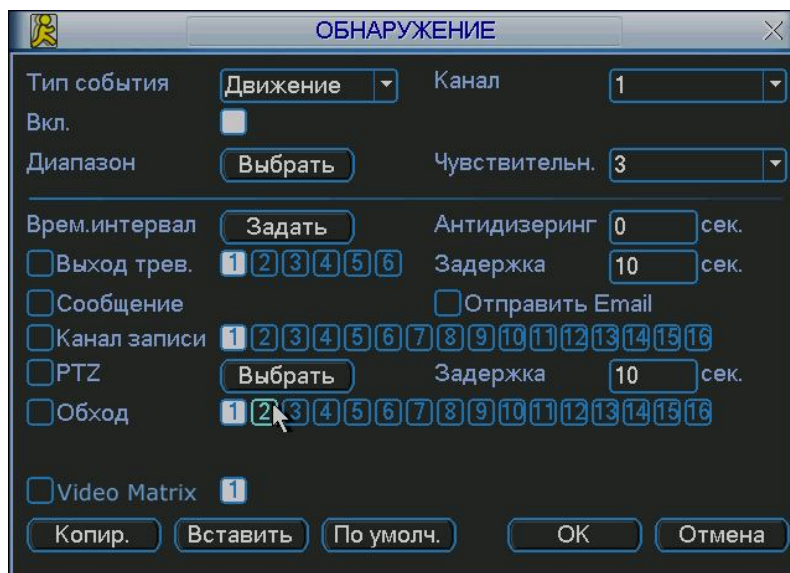 ОБНАРУЖЕНИЕ
Тип события Движение Канал 1
Вкл.
Диапазон Выбрать Чувствительн. 3
Врем.интервал Задать Антидизеринг 0 сек.
Выход трев. 1 2 3 4 5 6 Задержка 10 сек.
Сообщение Отправить Email
Канал записи 1 2 3 4 5 6 7 8 9 10 11 12 13 14 15 16
PTZ Выбрать Задержка 10 сек.
Обход 1 2 3 4 5 6 7 8 9 10 11 12 13 14 15 16
Video Matrix 1
Копир. Вставить По умолч. OK Отмена